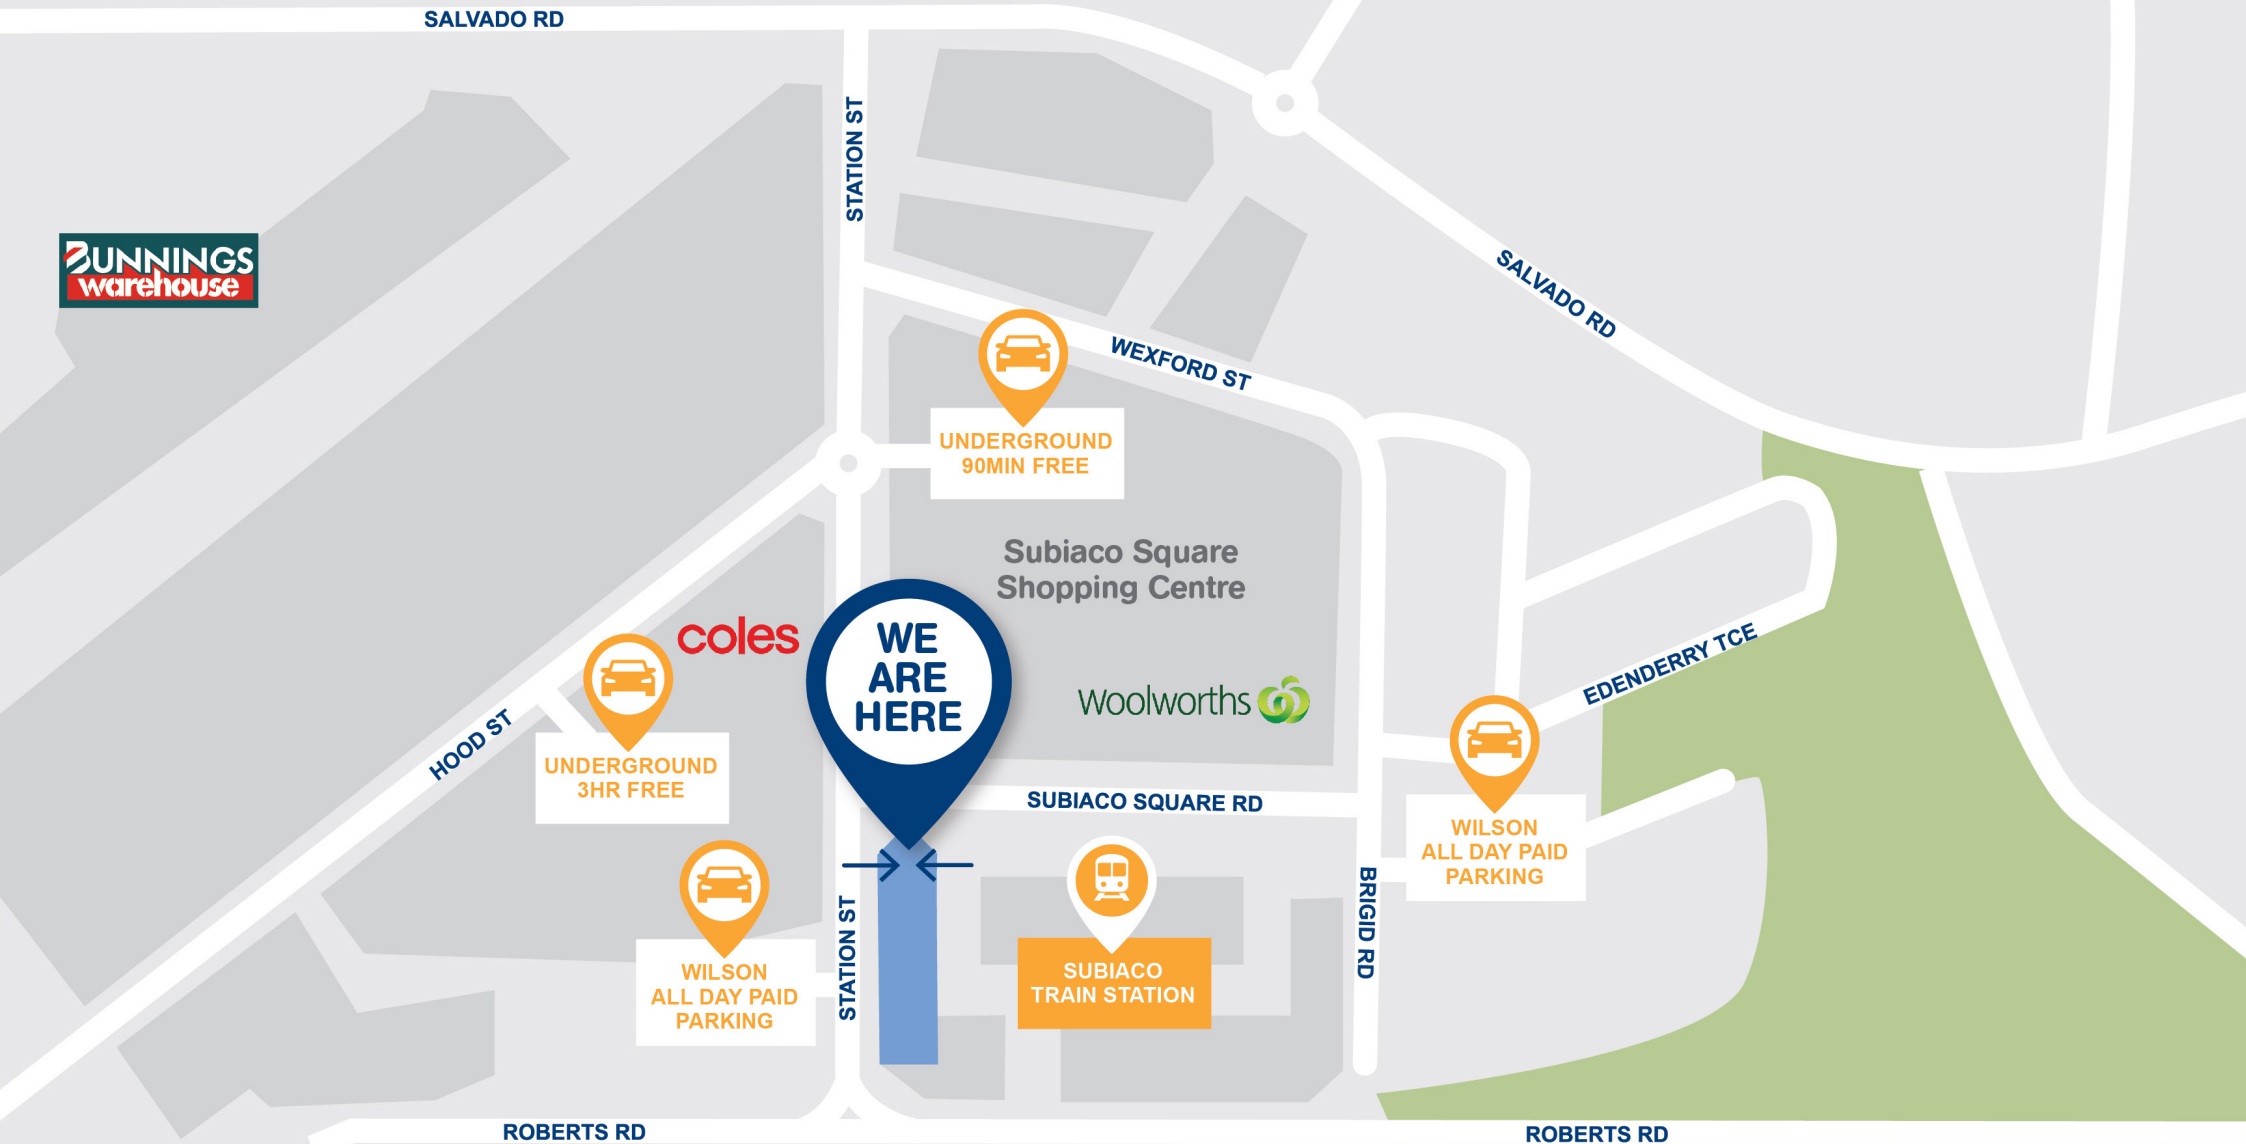 SALVADO RD
STATION ST
BUNNINGS
warehouse
SALVADO RD
WEXFORD ST
UNDERGROUND
90MIN FREE
Subiaco Square
Shopping Centre
coles
WE
ARE
HERE
Woolworths
EDENDERRY TCE
HOOD ST
UNDERGROUND
3HR FREE
SUBIACO SQUARE RD
WILSON
ALL DAY PAID
PARKING
BRIGID RD
STATION ST
WILSON
ALL DAY PAID
PARKING
SUBIACO
TRAIN STATION
ROBERTS RD
ROBERTS RD